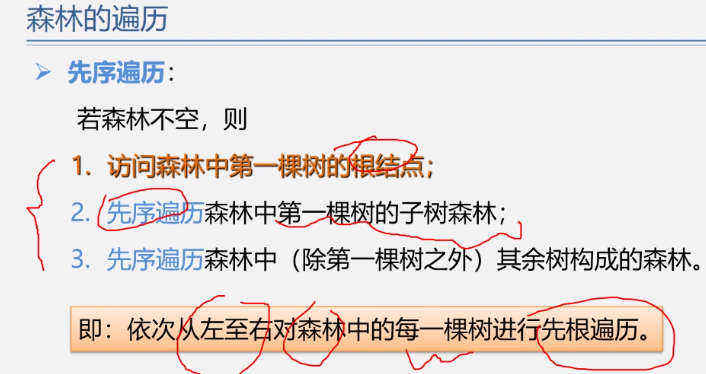 森林的遍历
先序遍历：
若森林不空，则
1. 访问森林中第一棵树的根结点；
2. 先序遍历森林中第一棵树的子树森林；
3. 先序遍历森林中（除第一棵树之外）其余树构成的森林。
即：依次从左至右对森林中的每一棵树进行先根遍历。